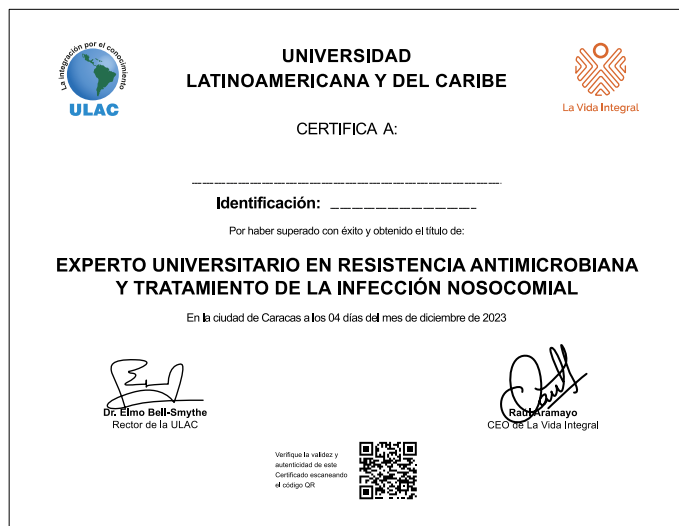 La integración por el conocimiento
ULAC
UNIVERSIDAD
LATINOAMERICANA Y DEL CARIBE
La Vida Integral
CERTIFICA A:
Identificación:
Por haber superado con éxito y obtenido el título de:
EXPERTO UNIVERSITARIO EN RESISTENCIA ANTIMICROBIANA
Y TRATAMIENTO DE LA INFECCIÓN NOSOCOMIAL
En la ciudad de Caracas a los 04 días del mes de diciembre de 2023
Dr. Elmo Bell-Smythe
Rector de la ULAC
Raúl Aramayo
CEO de La Vida Integral
Verifique la validez y
autenticidad de este
Certificado escaneando
el código QR